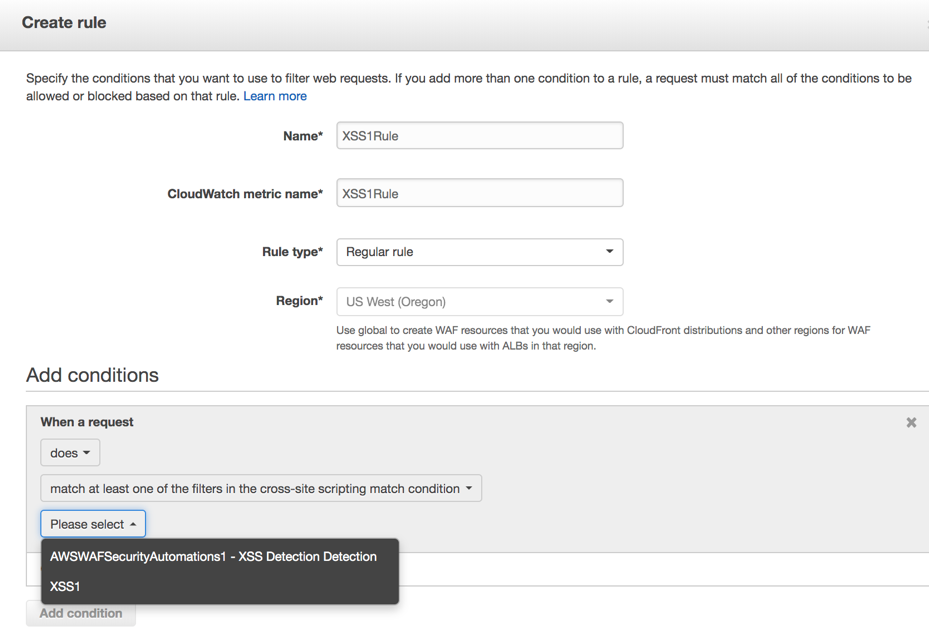 Create rule
Specify the conditions that you want to use to filter web requests. If you add more than one condition to a rule, a request must match all of the conditions to be
allowed or blocked based on that rule. Learn more
Name* XSS1Rule
CloudWatch metric name* XSS1Rule
Rule type* Regular rule
Region* US West (Oregon)
Use global to create WAF resources that you would use with CloudFront distributions and other regions for WAF
resources that you would use with ALBs in that region.
Add conditions
When a request
does
match at least one of the filters in the cross-site scripting match condition
Please select
AWSWAFSecurityAutomations1 - XSS Detection Detection
XSS1
Add condition